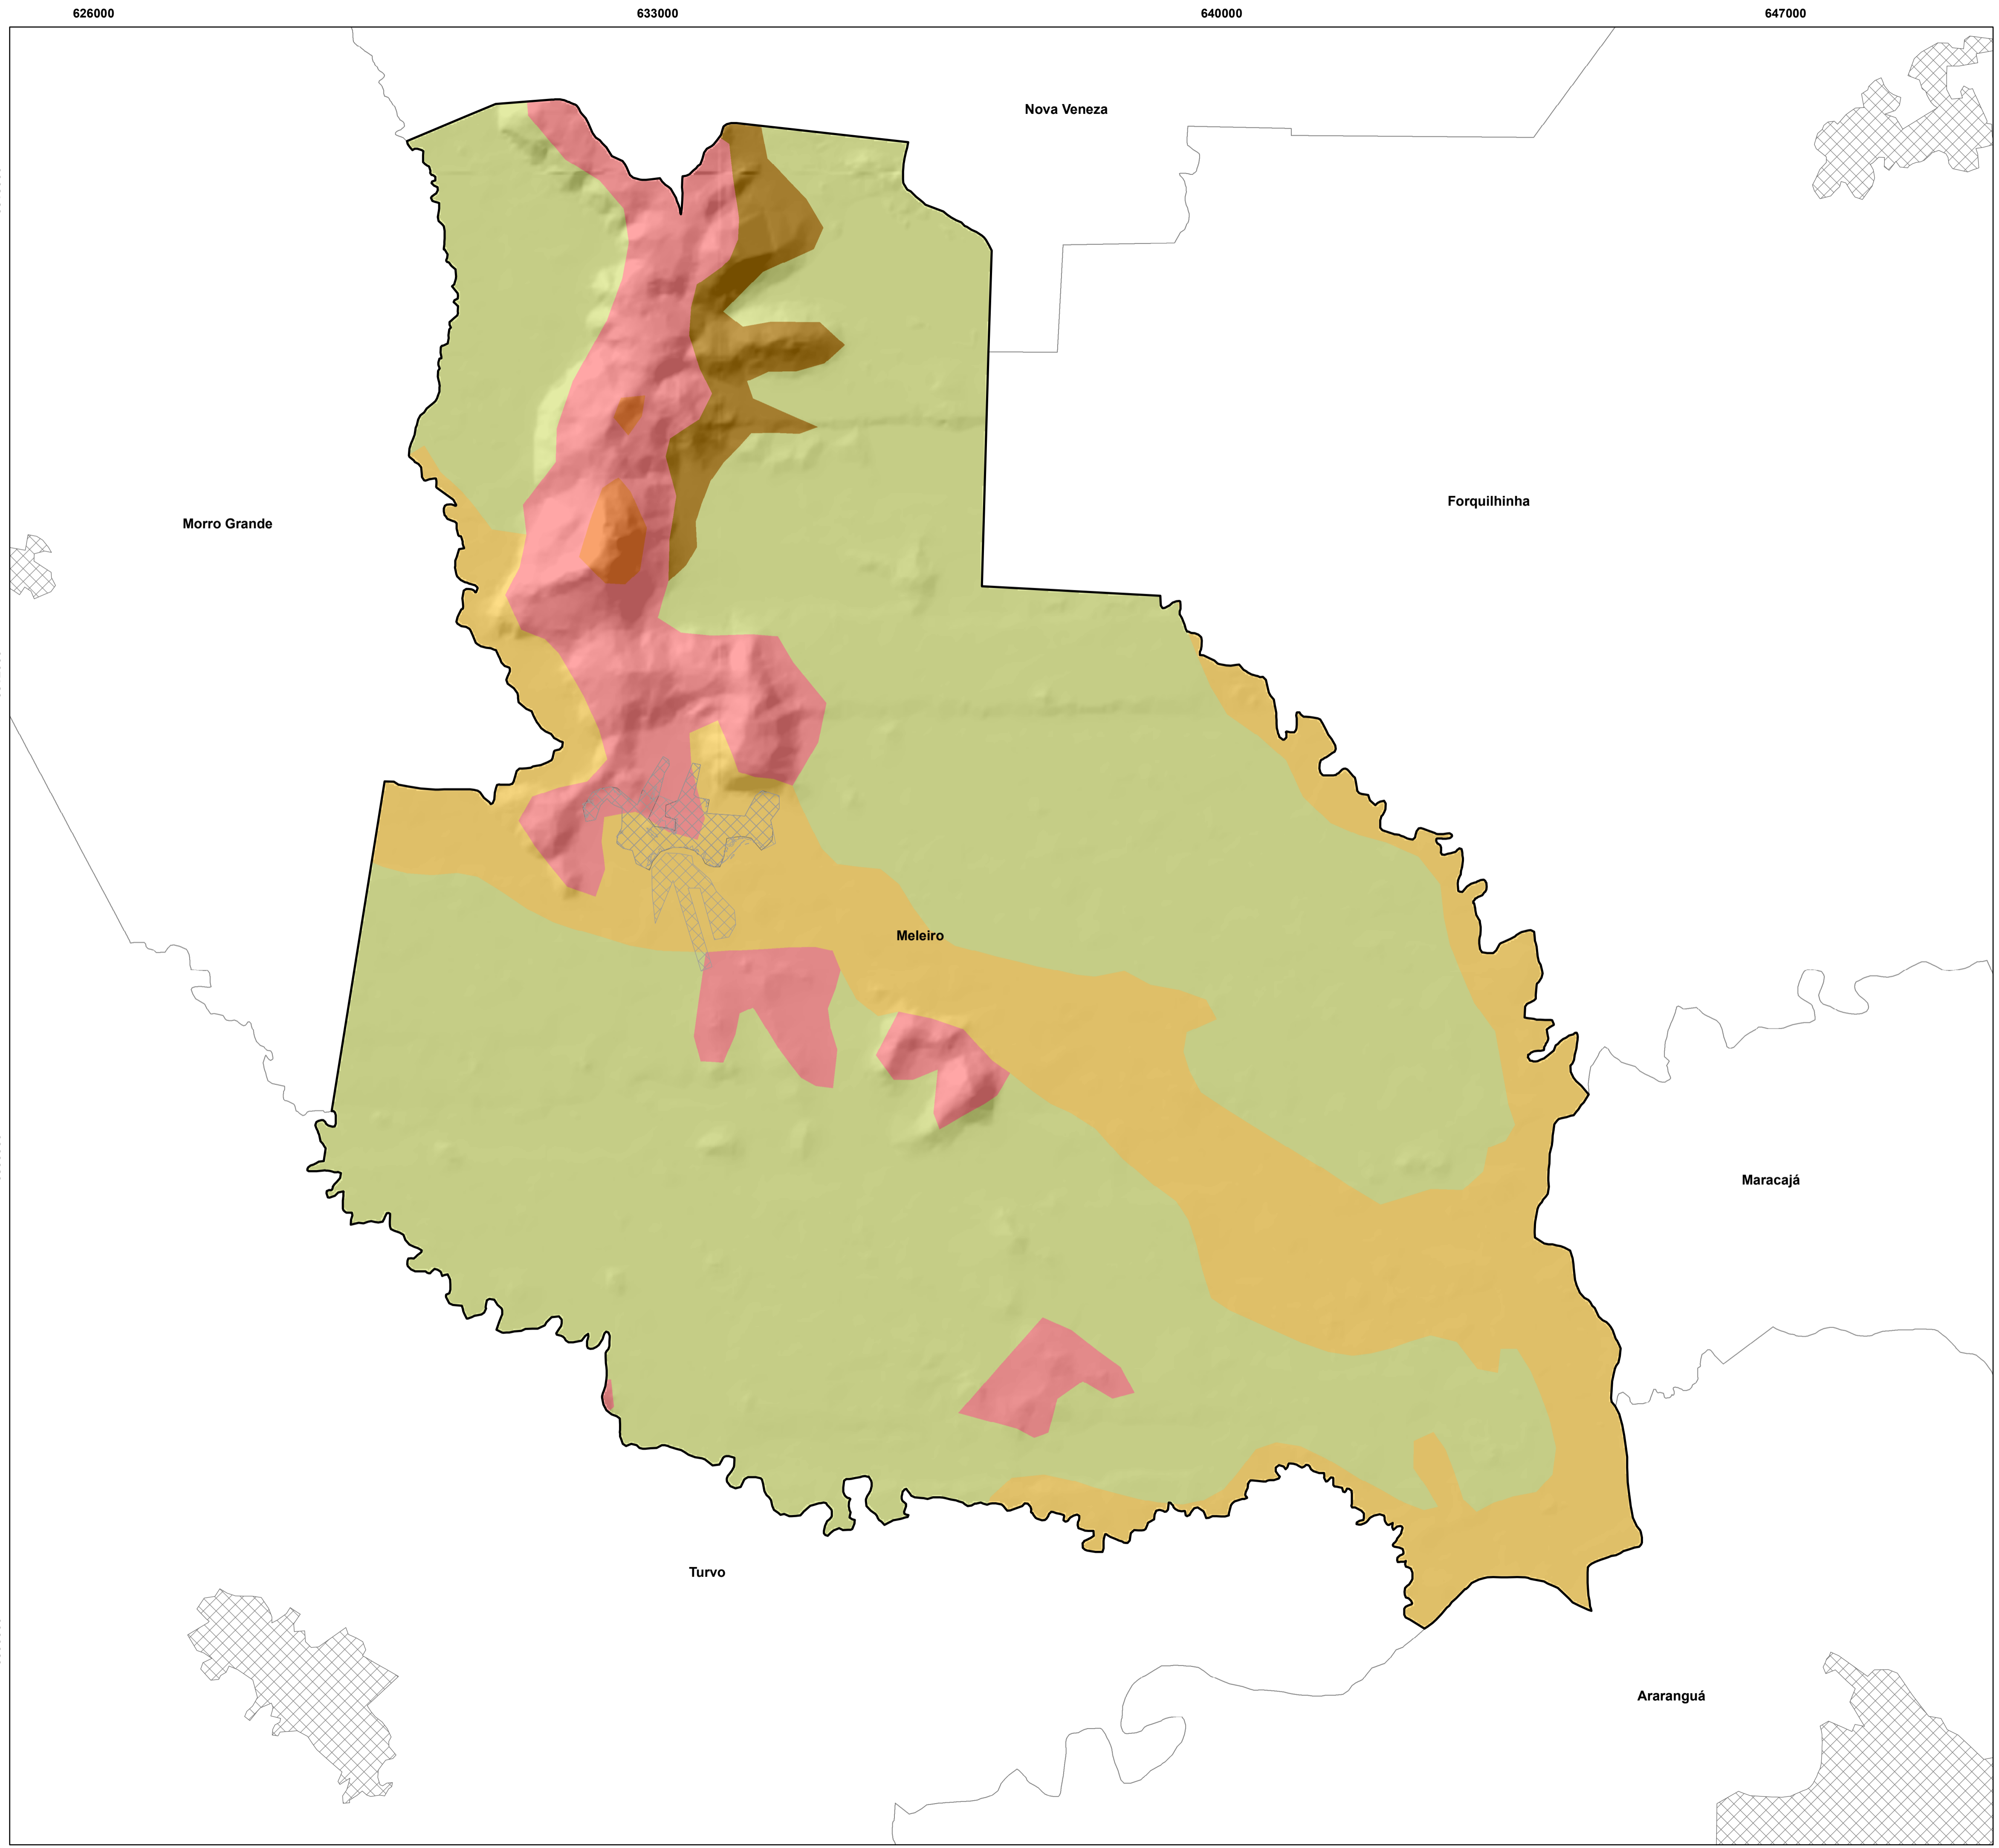 626000 633000 640000 647000
Nova Veneza
Forquilhinha
Morro Grande
Meleiro
Maracajá
Turvo
Araranguá